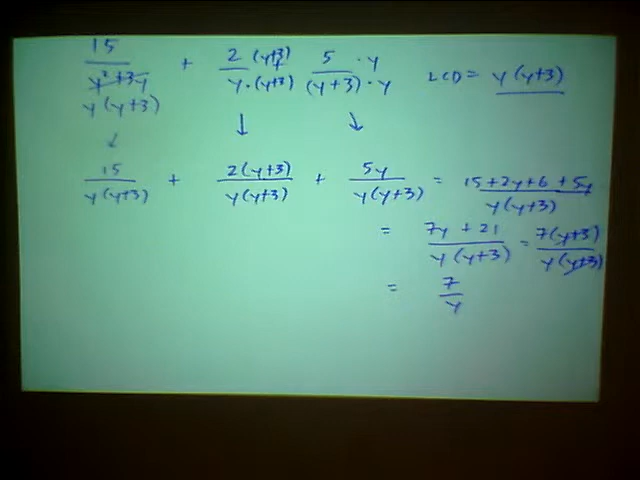 15/(y²+3y) + 2 (y+3)/(y·(y+3)) + 5 · y/((y+3) · y) LCD = y(y+3)
y(y+3)
↓ ↓ ↓
15/(y(y+3)) + 2(y+3)/(y(y+3)) + 5y/(y(y+3)) = (15+2y+6+5y)/(y(y+3))
= (7y + 21)/(y(y+3)) = 7(y+3)/(y(y+3))
= 7/y